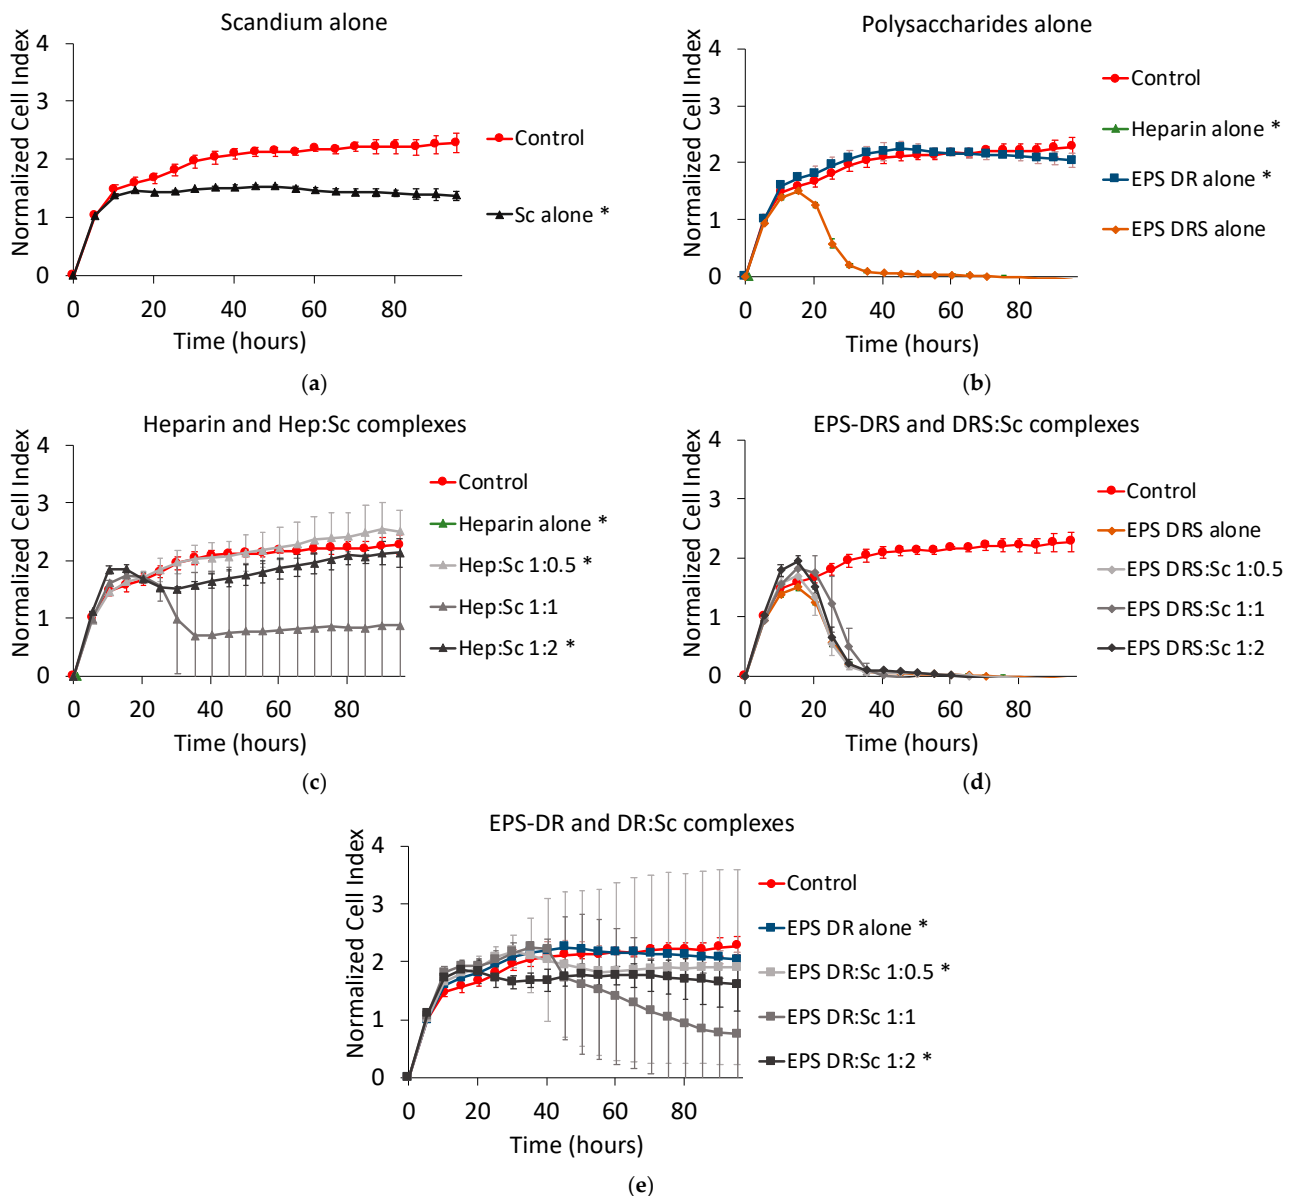 Scandium alone
Normalized Cell Index
4
3
2
1
0
0 20 40 60 80
Time (hours)
Control
Sc alone *
(a)
Polysaccharides alone
Normalized Cell Index
4
3
2
1
0
0 20 40 60 80
Time (hours)
Control
Heparin alone *
EPS DR alone *
EPS DRS alone
(b)
Heparin and Hep:Sc complexes
Normalized Cell Index
4
3
2
1
0
0 20 40 60 80
Time (hours)
Control
Heparin alone *
Hep:Sc 1:0.5 *
Hep:Sc 1:1
Hep:Sc 1:2 *
(c)
EPS-DRS and DRS:Sc complexes
Normalized Cell Index
4
3
2
1
0
0 20 40 60 80
Time (hours)
Control
EPS DRS alone
EPS DRS:Sc 1:0.5
EPS DRS:Sc 1:1
EPS DRS:Sc 1:2
(d)
EPS-DR and DR:Sc complexes
Normalized Cell Index
4
3
2
1
0
0 20 40 60 80
Time (hours)
Control
EPS DR alone *
EPS DR:Sc 1:0.5 *
EPS DR:Sc 1:1
EPS DR:Sc 1:2 *
(e)